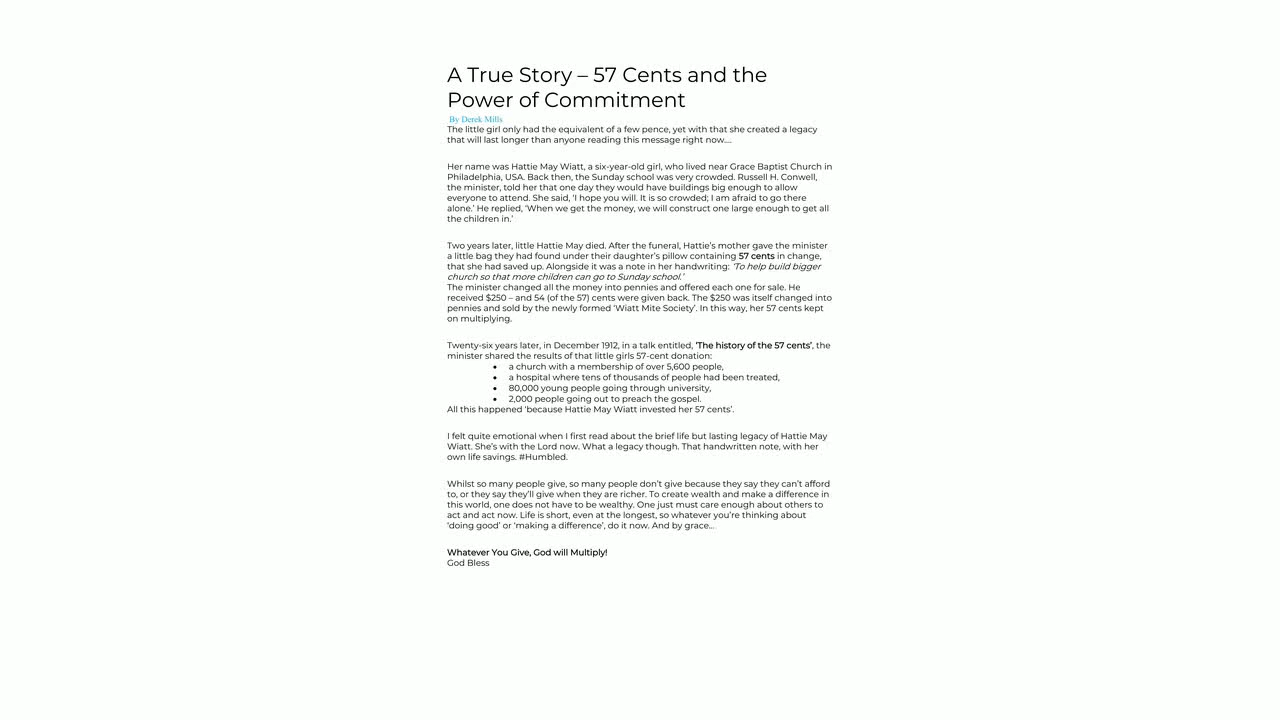 A True Story – 57 Cents and the
Power of Commitment
By Derek Mills
The little girl only had the equivalent of a few pence, yet with that she created a legacy
that will last longer than anyone reading this message right now....
Her name was Hattie May Wiatt, a six-year-old girl, who lived near Grace Baptist Church in
Philadelphia, USA. Back then, the Sunday school was very crowded. Russell H. Conwell,
the minister, told her that one day they would have buildings big enough to allow
everyone to attend. She said, ‘I hope you will. It is so crowded; I am afraid to go there
alone.’ He replied, ‘When we get the money, we will construct one large enough to get all
the children in.’
Two years later, little Hattie May died. After the funeral, Hattie’s mother gave the minister
a little bag they had found under their daughter’s pillow containing 57 cents in change,
that she had saved up. Alongside it was a note in her handwriting: ‘To help build bigger
church so that more children can go to Sunday school.’
The minister changed all the money into pennies and offered each one for sale. He
received $250 – and 54 (of the 57) cents were given back. The $250 was itself changed into
pennies and sold by the newly formed ‘Wiatt Mite Society’. In this way, her 57 cents kept
on multiplying.
Twenty-six years later, in December 1912, in a talk entitled, ‘The history of the 57 cents’, the
minister shared the results of that little girls 57-cent donation:
• a church with a membership of over 5,600 people,
• a hospital where tens of thousands of people had been treated,
• 80,000 young people going through university,
• 2,000 people going out to preach the gospel.
All this happened ‘because Hattie May Wiatt invested her 57 cents’.
I felt quite emotional when I first read about the brief life but lasting legacy of Hattie May
Wiatt. She’s with the Lord now. What a legacy though. That handwritten note, with her
own life savings. #Humbled.
Whilst so many people give, so many people don’t give because they say they can’t afford
to, or they say they’ll give when they are richer. To create wealth and make a difference in
this world, one does not have to be wealthy. One just must care enough about others to
act and act now. Life is short, even at the longest, so whatever you’re thinking about
‘doing good’ or ‘making a difference’, do it now. And by grace...
Whatever You Give, God will Multiply!
God Bless